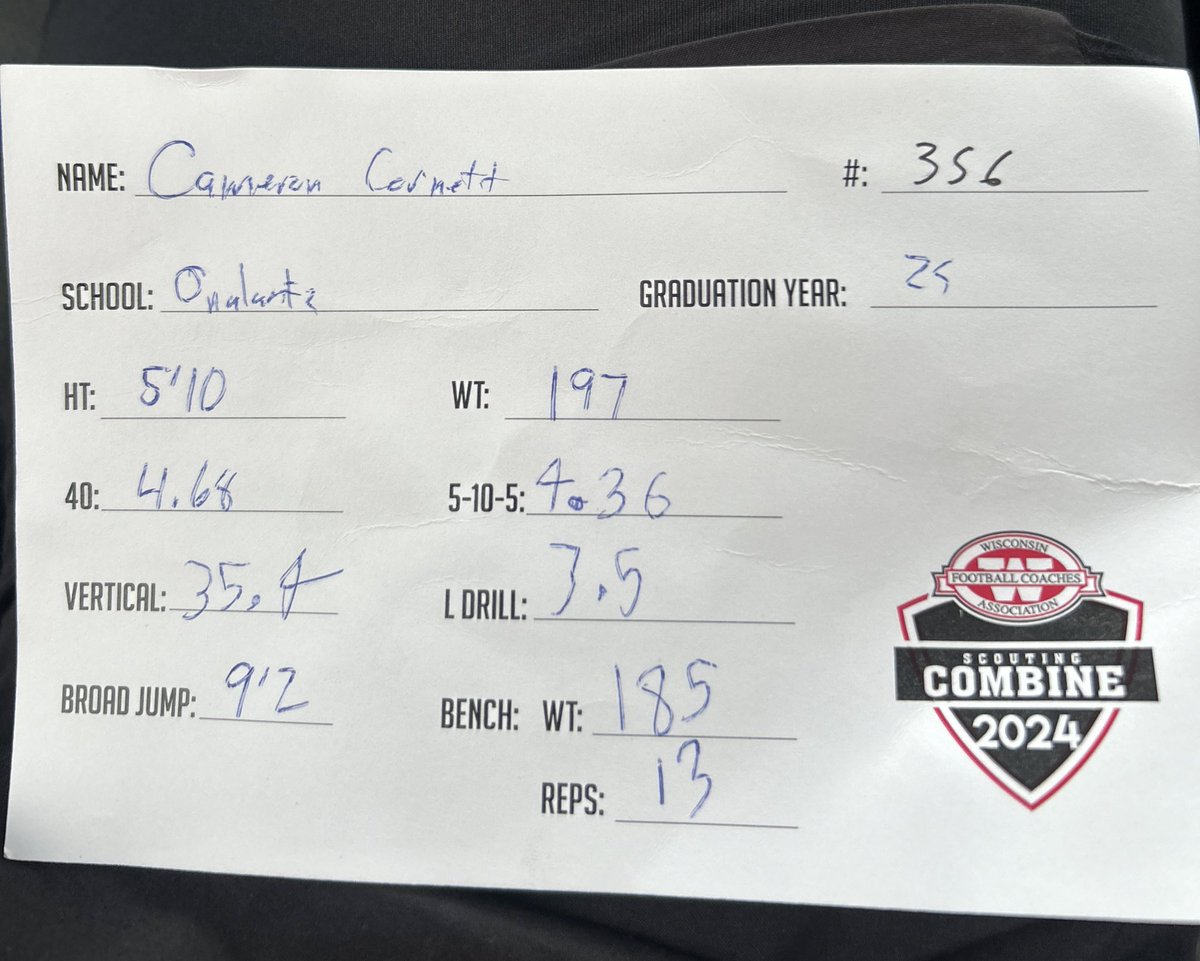 NAME: Cameron Cornett #: 356
SCHOOL: Onalaska GRADUATION YEAR: 25
HT: 5'10 WT: 197
40: 4.68 5-10-5: 4.36
VERTICAL: 35.4 L DRILL: 7.5
BROAD JUMP: 9'2 BENCH: WT: 185
REPS: 13
WISCONSIN
FOOTBALL COACHES
ASSOCIATION
SCOUTING
COMBINE
2024